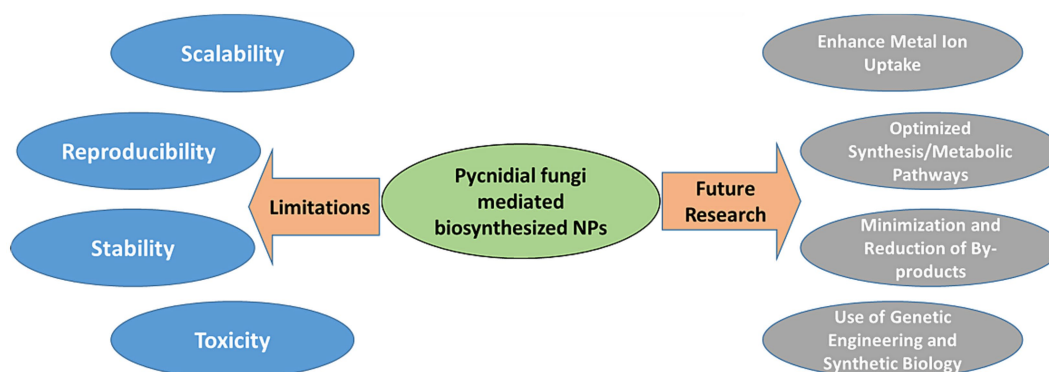 Scalability
Reproducibility
Stability
Toxicity
Limitations
Pycnidial fungi
mediated
biosynthesized NPs
Future
Research
Enhance Metal Ion
Uptake
Optimized
Synthesis/Metabolic
Pathways
Minimization and
Reduction of By-
products
Use of Genetic
Engineering and
Synthetic Biology